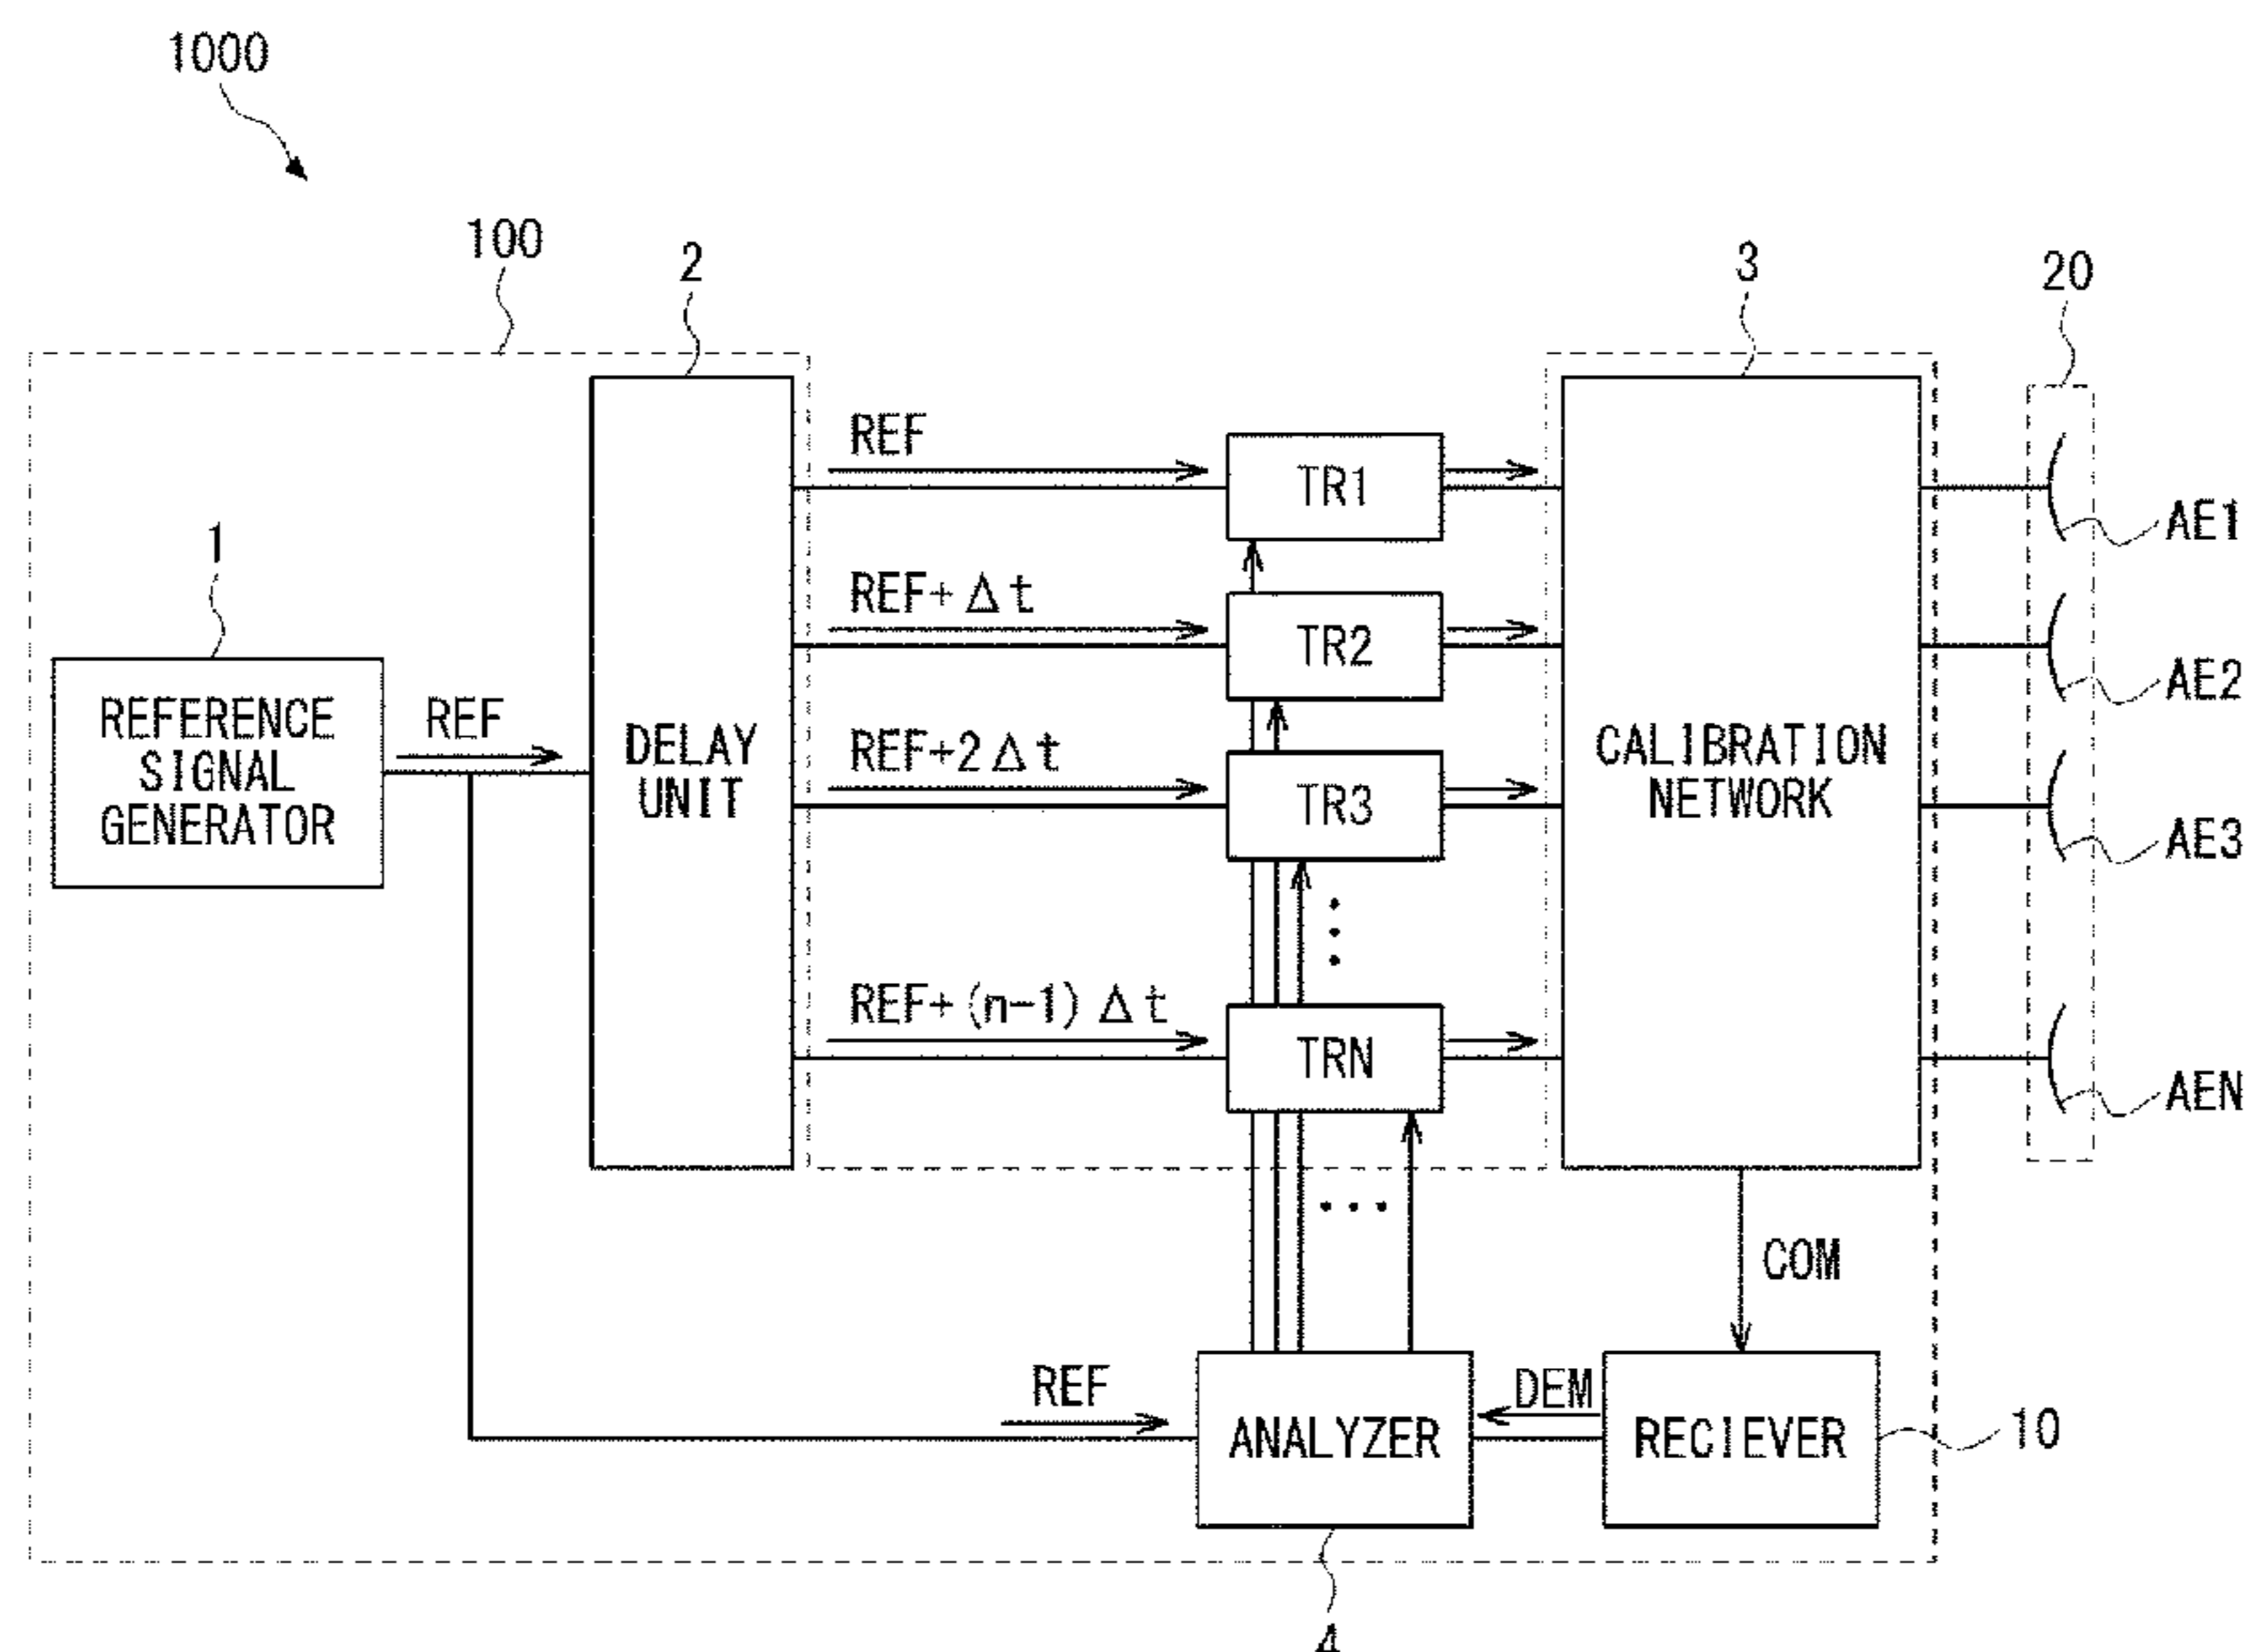 1000
100
2
3
20
REF
TR1
AE1
1
REF+Δt
TR2
AE2
REFERENCE
SIGNAL
GENERATOR
REF
DELAY
UNIT
REF+2Δt
TR3
CALIBRATION
NETWORK
AE3
REF+(n-1)Δt
TRN
AEN
COM
REF
DEM
ANALYZER
RECIEVER
10
4